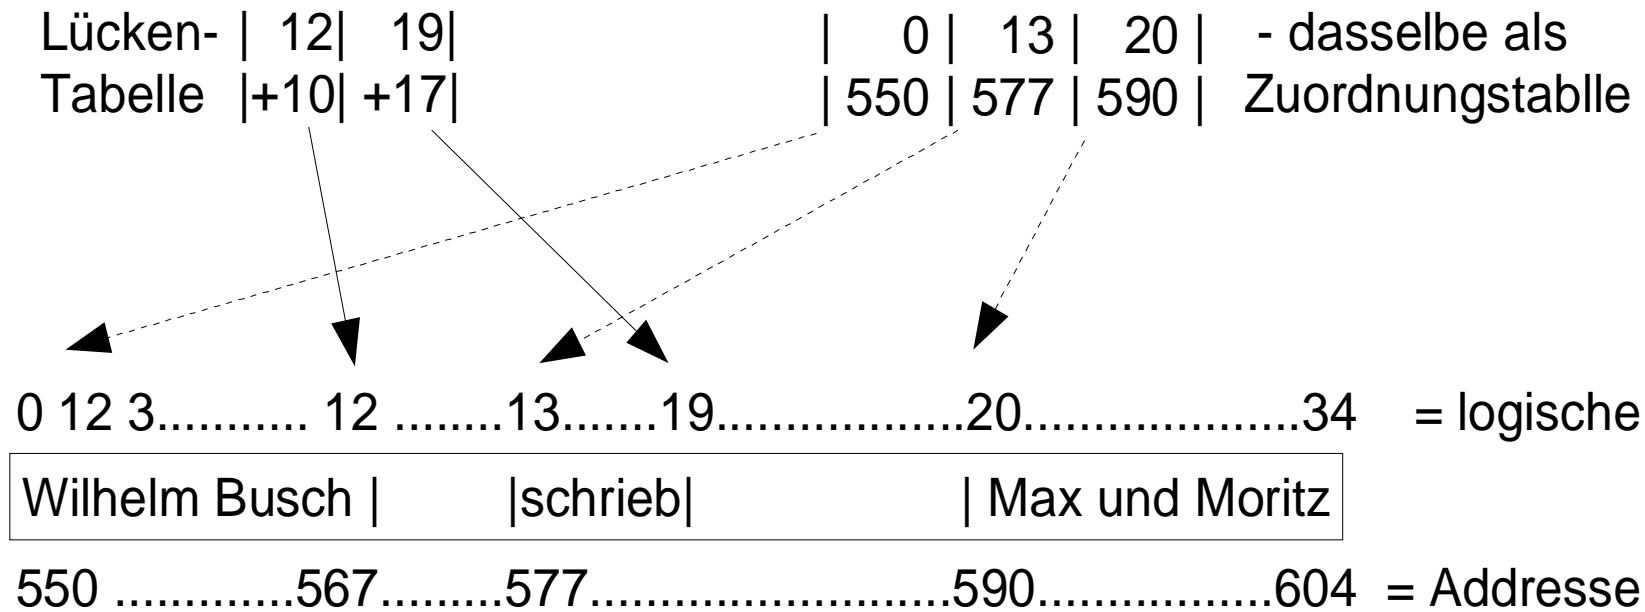 Lücken- | 12| 19| | 0 | 13 | 20 | - dasselbe als
Tabelle |+10| +17| | 550 | 577 | 590 | Zuordnungstablle
0 12 3........... 12 ........13.......19..................20....................34 = logische
Wilhelm Busch | |schrieb| | Max und Moritz
550 .............567.........577..........................590.................604 = Addresse